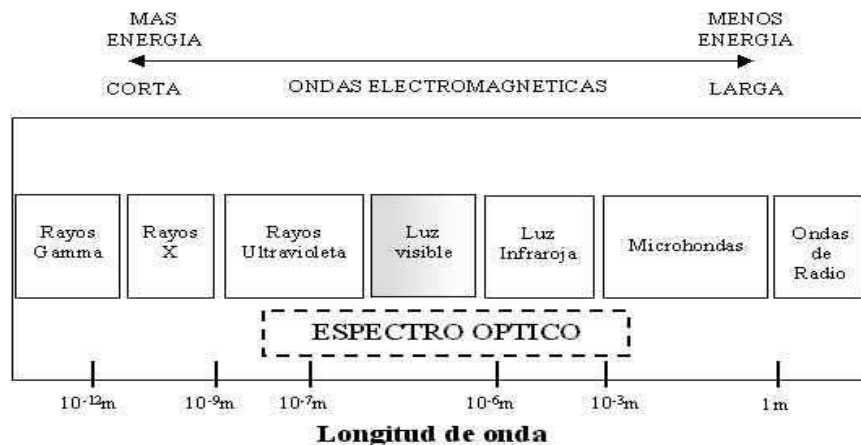 MAS
ENERGIA
MENOS
ENERGIA
CORTA
ONDAS ELECTROMAGNETICAS
LARGA
Rayos
Gamma
Rayos
X
Rayos
Ultravioleta
Luz
visible
Luz
Infraroja
Microhondas
Ondas
de
Radio
ESPECTRO OPTICO
10⁻¹²m
10⁻⁹m
10⁻⁷m
10⁻⁶m
10⁻³m
1m
Longitud de onda